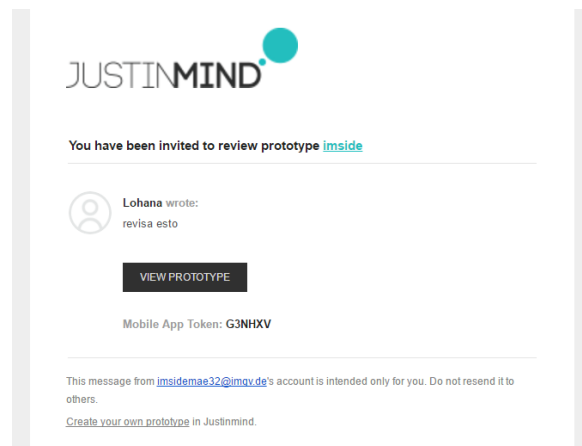 JUSTINMIND
You have been invited to review prototype imside
Lohana wrote:
revisa esto
VIEW PROTOTYPE
Mobile App Token: G3NHXV
This message from imsidemae32@imgv.de's account is intended only for you. Do not resend it to
others.
Create your own prototype in Justinmind.